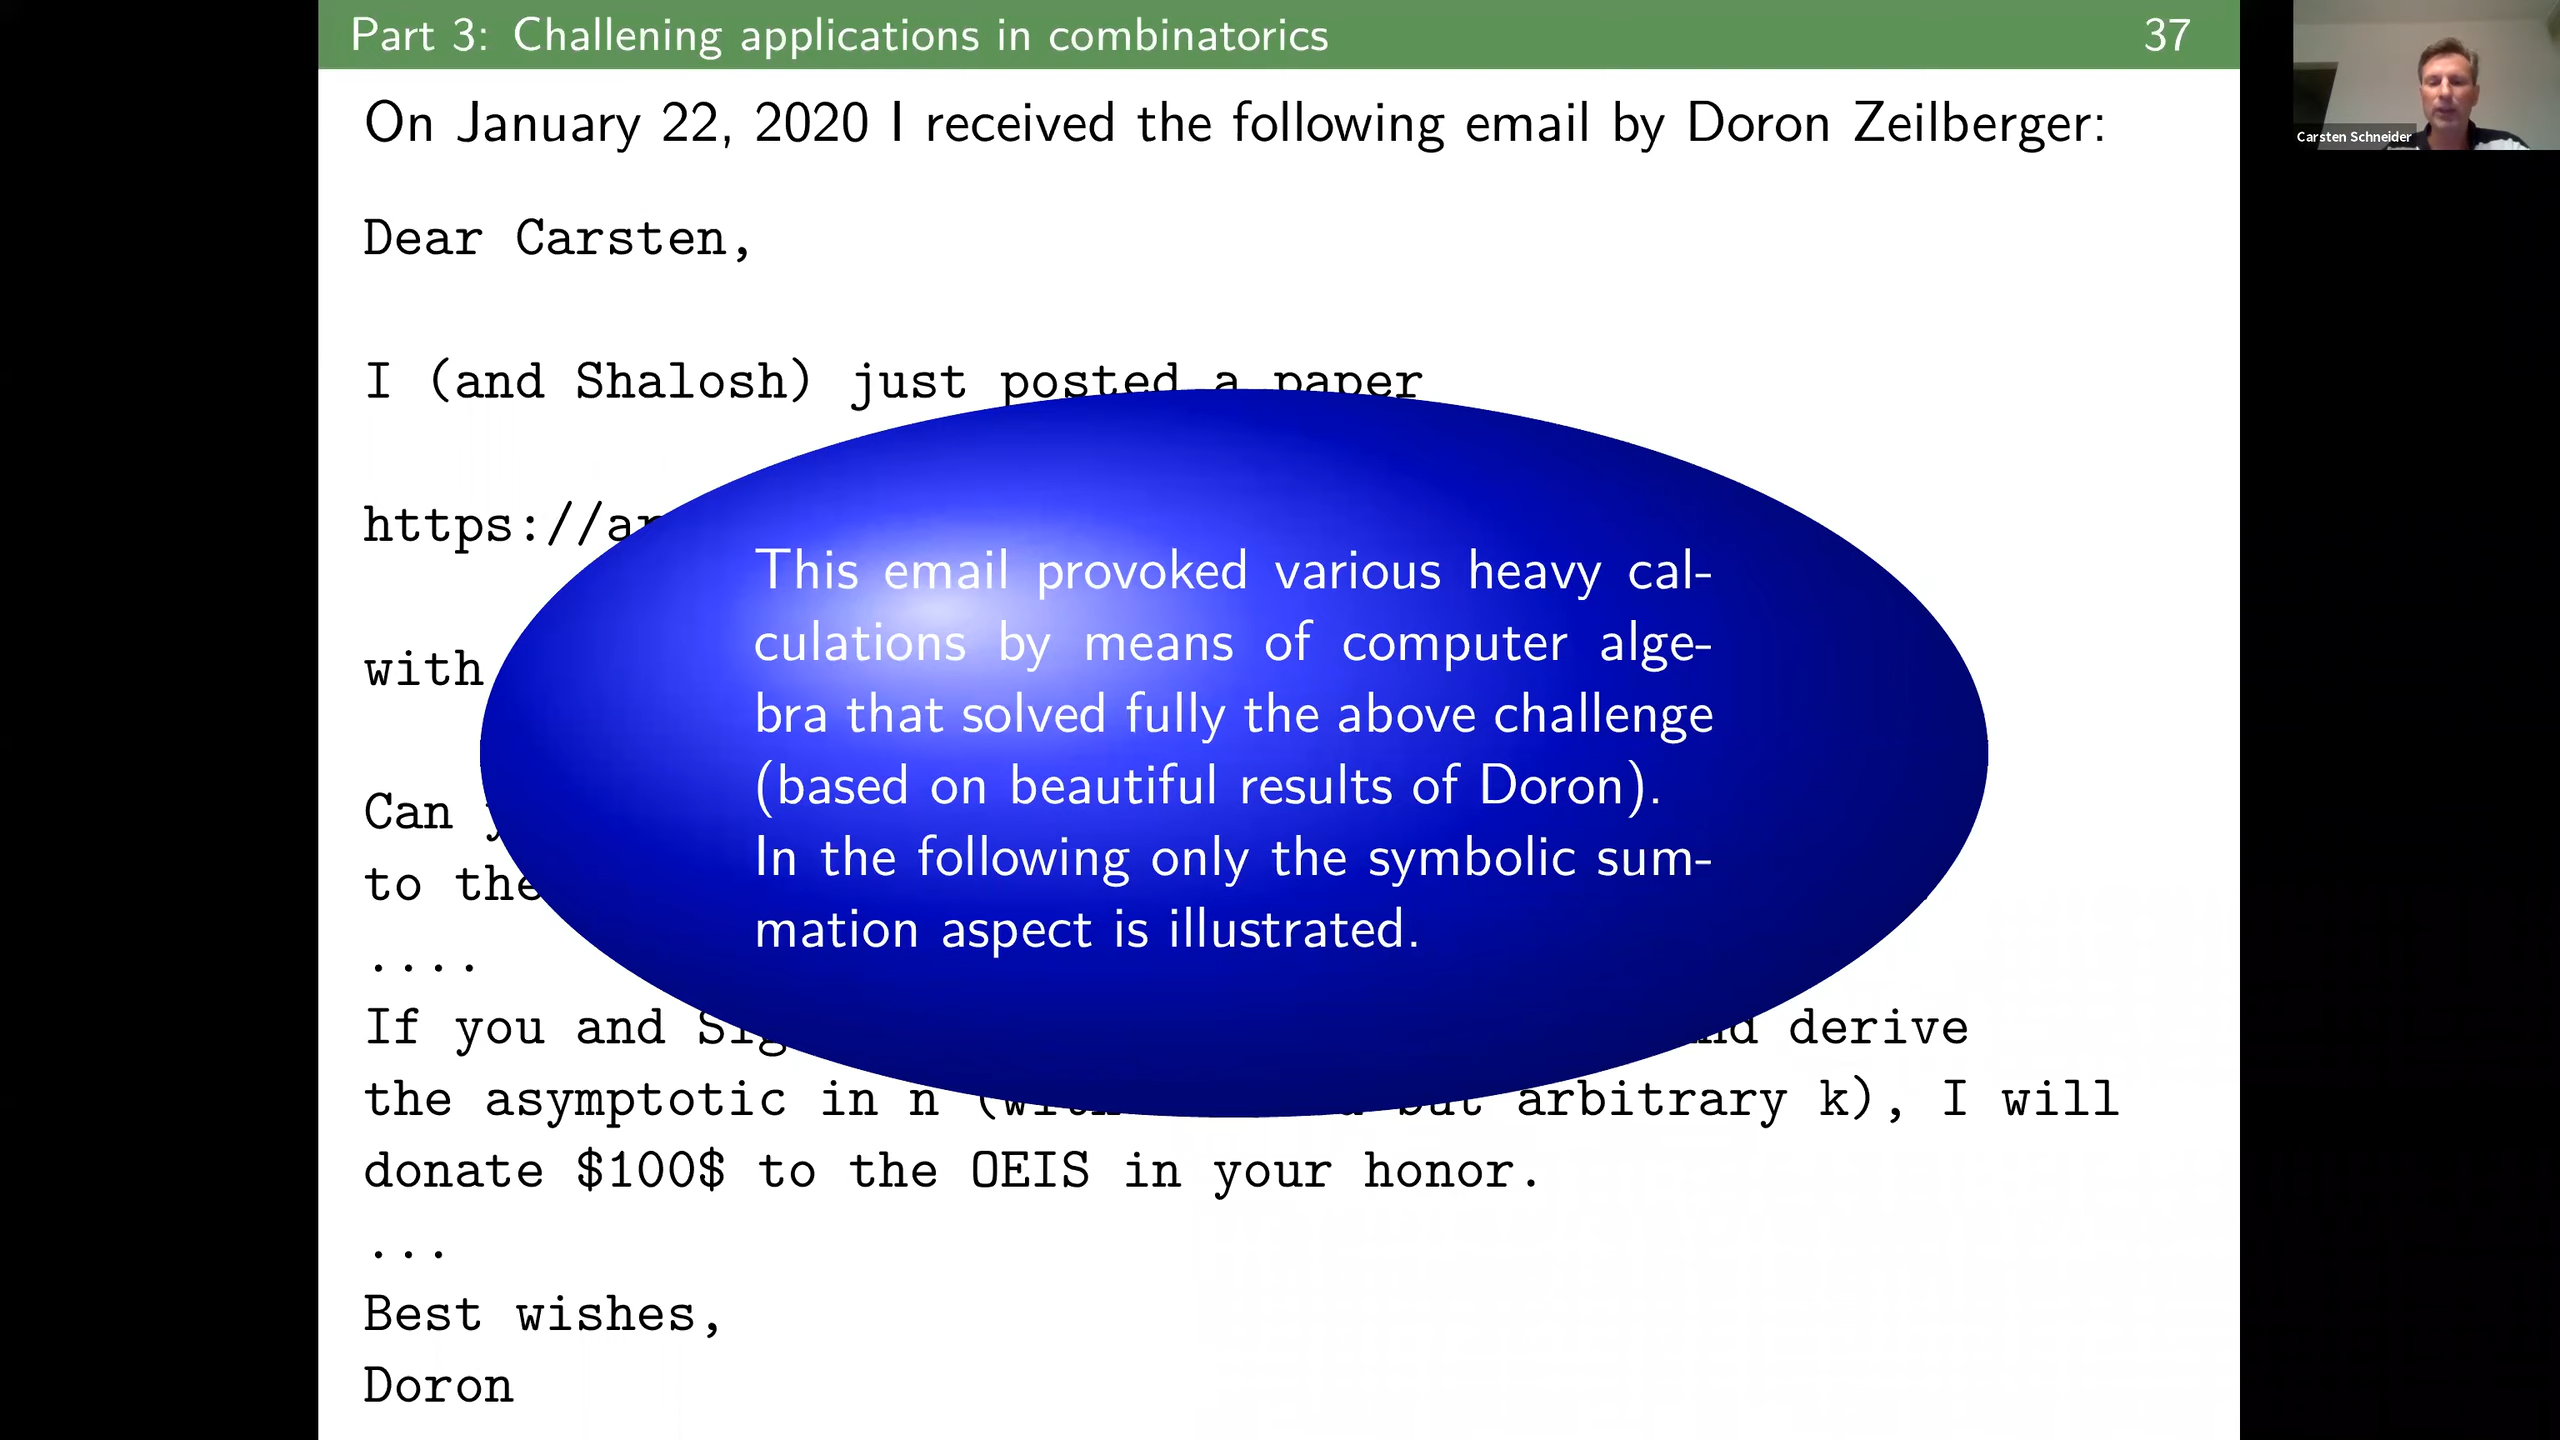 Part 3: Challening applications in combinatorics 37
Carsten Schneider
On January 22, 2020 I received the following email by Doron Zeilberger:
Dear Carsten,
I (and Shalosh) just posted a paper
https://ar
with
Can
to the
....
If you and Sig derive
the asymptotic in n ( but arbitrary k), I will
donate $100$ to the OEIS in your honor.
...
Best wishes,
Doron
This email provoked various heavy cal-
culations by means of computer alge-
bra that solved fully the above challenge
(based on beautiful results of Doron).
In the following only the symbolic sum-
mation aspect is illustrated.